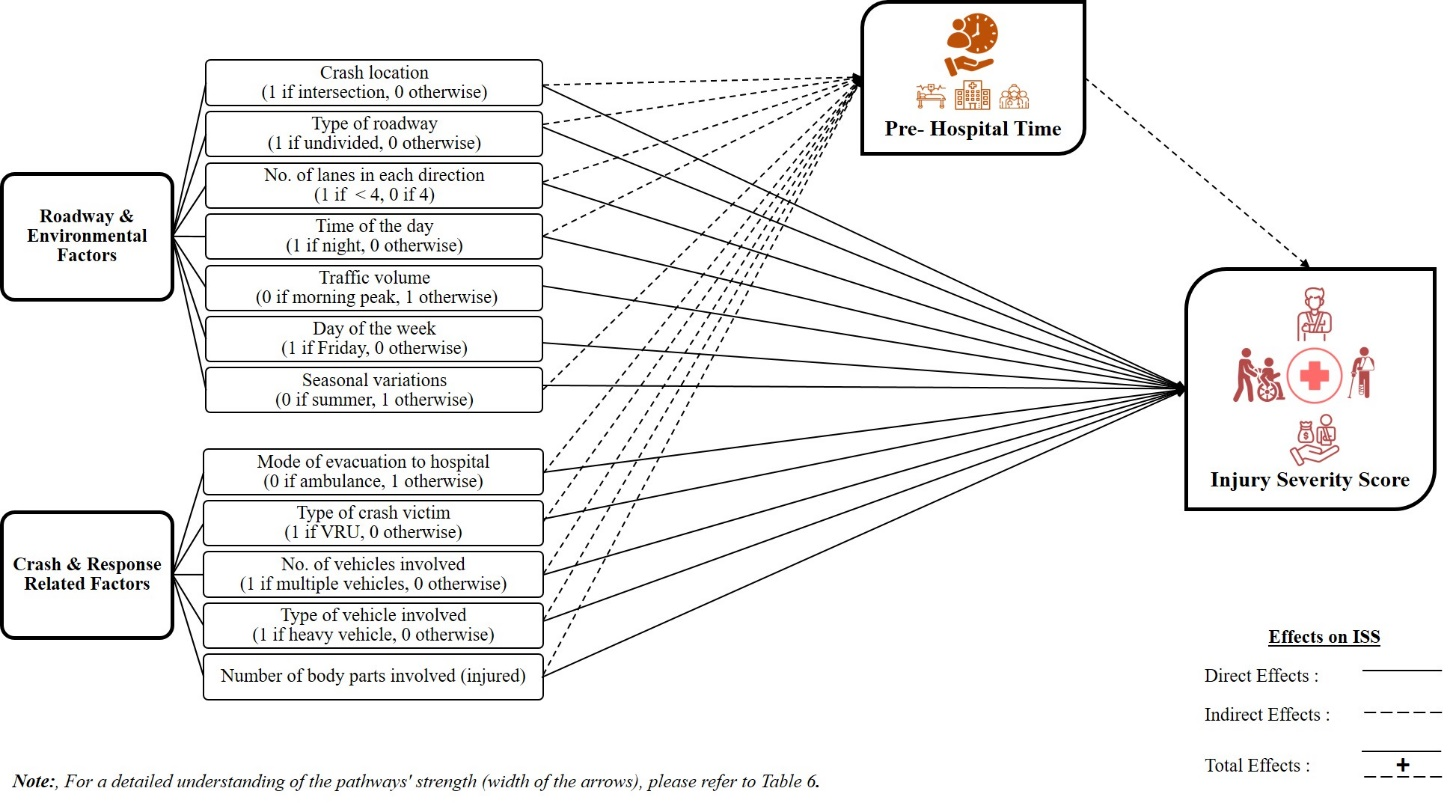 Crash location
(1 if intersection, 0 otherwise)
Type of roadway
(1 if undivided, 0 otherwise)
No. of lanes in each direction
(1 if < 4, 0 if 4)
Time of the day
(1 if night, 0 otherwise)
Traffic volume
(0 if morning peak, 1 otherwise)
Day of the week
(1 if Friday, 0 otherwise)
Seasonal variations
(0 if summer, 1 otherwise)
Roadway &
Environmental
Factors
Pre- Hospital Time
Mode of evacuation to hospital
(0 if ambulance, 1 otherwise)
Type of crash victim
(1 if VRU, 0 otherwise)
No. of vehicles involved
(1 if multiple vehicles, 0 otherwise)
Type of vehicle involved
(1 if heavy vehicle, 0 otherwise)
Number of body parts involved (injured)
Crash & Response
Related Factors
Injury Severity Score
Effects on ISS
Direct Effects :
Indirect Effects :
Total Effects :
+
Note:, For a detailed understanding of the pathways' strength (width of the arrows), please refer to Table 6.